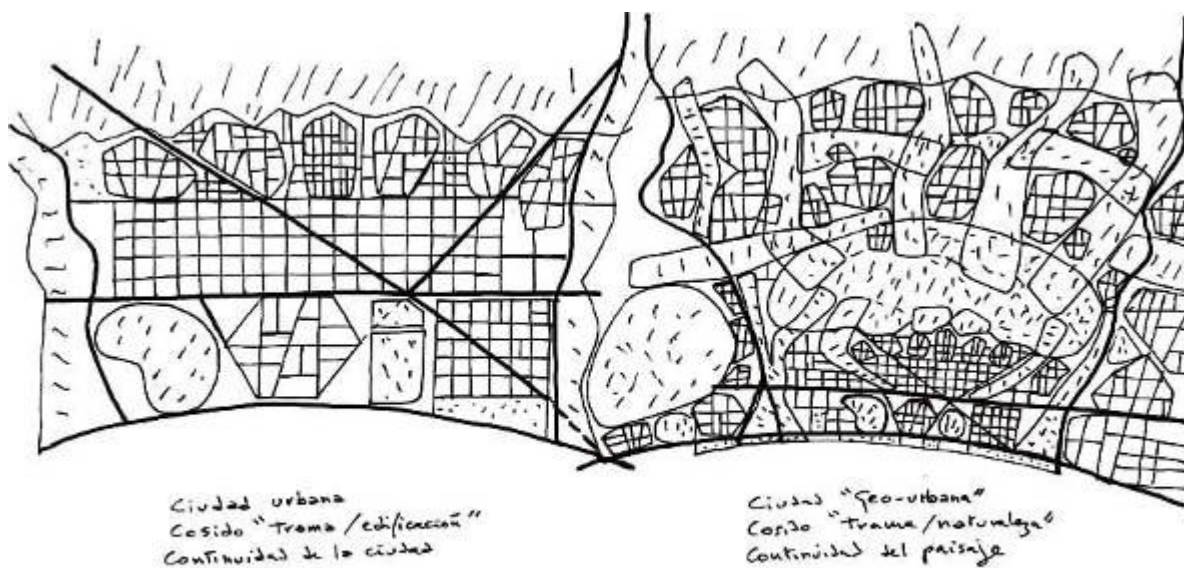 Ciudad urbana
Cosido "trama/edificación"
Continuidad de la ciudad
Ciudad "Geo-urbana"
Cosido "trama/naturaleza"
Continuidad del paisaje